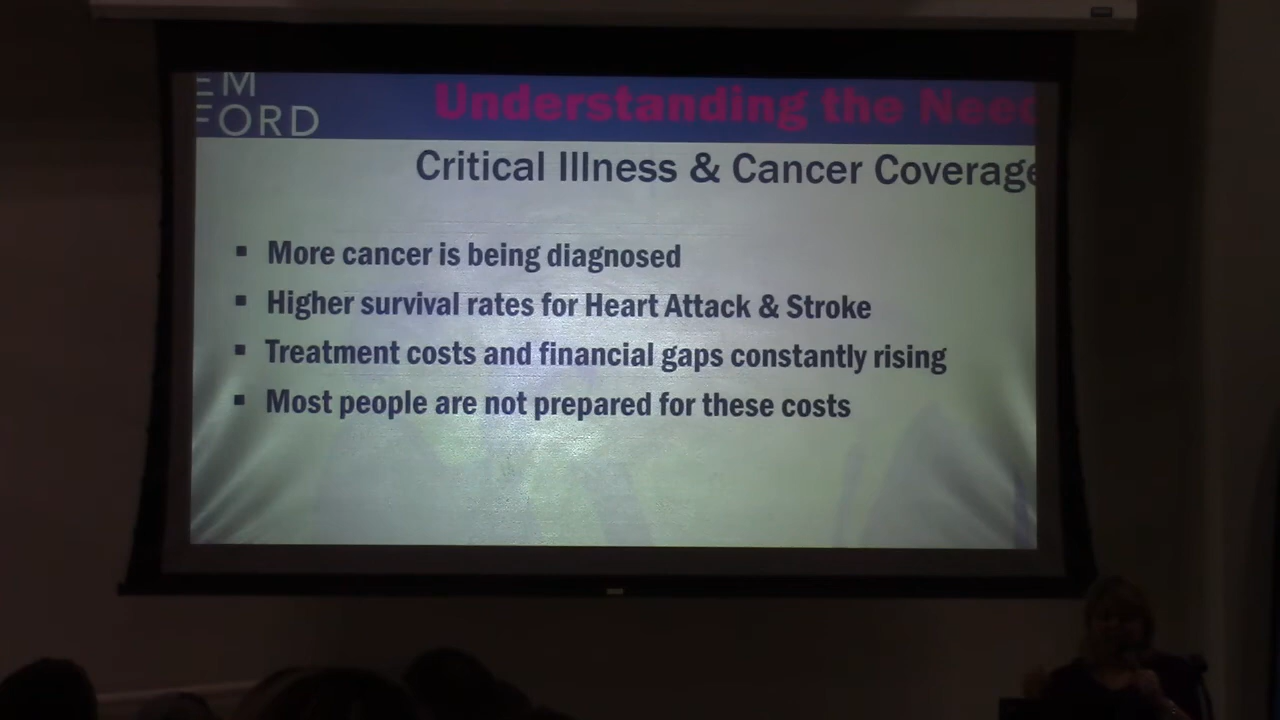 EM
FORD
Understanding the Need
Critical Illness & Cancer Coverage
▪ More cancer is being diagnosed
▪ Higher survival rates for Heart Attack & Stroke
▪ Treatment costs and financial gaps constantly rising
▪ Most people are not prepared for these costs